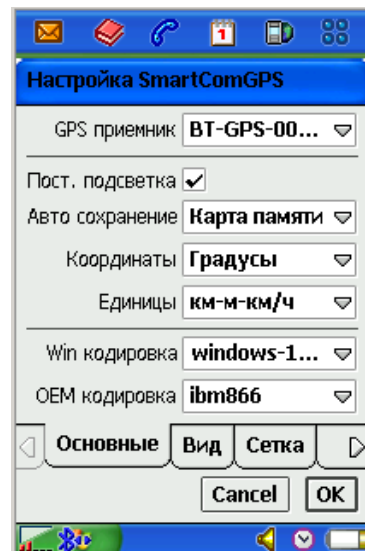 1
Настройка SmartComGPS
GPS приемник BT-GPS-00...
Пост. подсветка
Авто сохранение Карта памяти
Координаты Градусы
Единицы км-м-км/ч
Win кодировка windows-1...
OEM кодировка ibm866
Основные Вид Сетка
Cancel OK